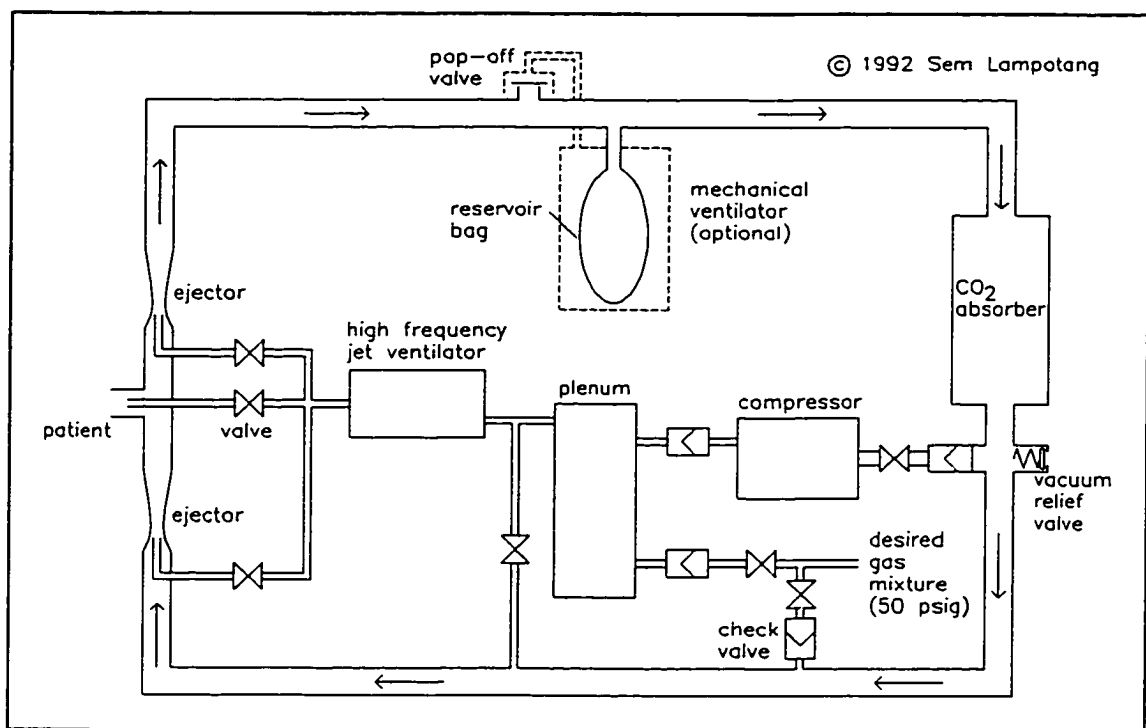 pop-off
valve
© 1992 Sem Lampotang
reservoir
bag
mechanical
ventilator
(optional)
CO2
absorber
ejector
high frequency
jet ventilator
plenum
compressor
patient
valve
vacuum
relief
valve
ejector
desired
gas
mixture
(50 psig)
check
valve